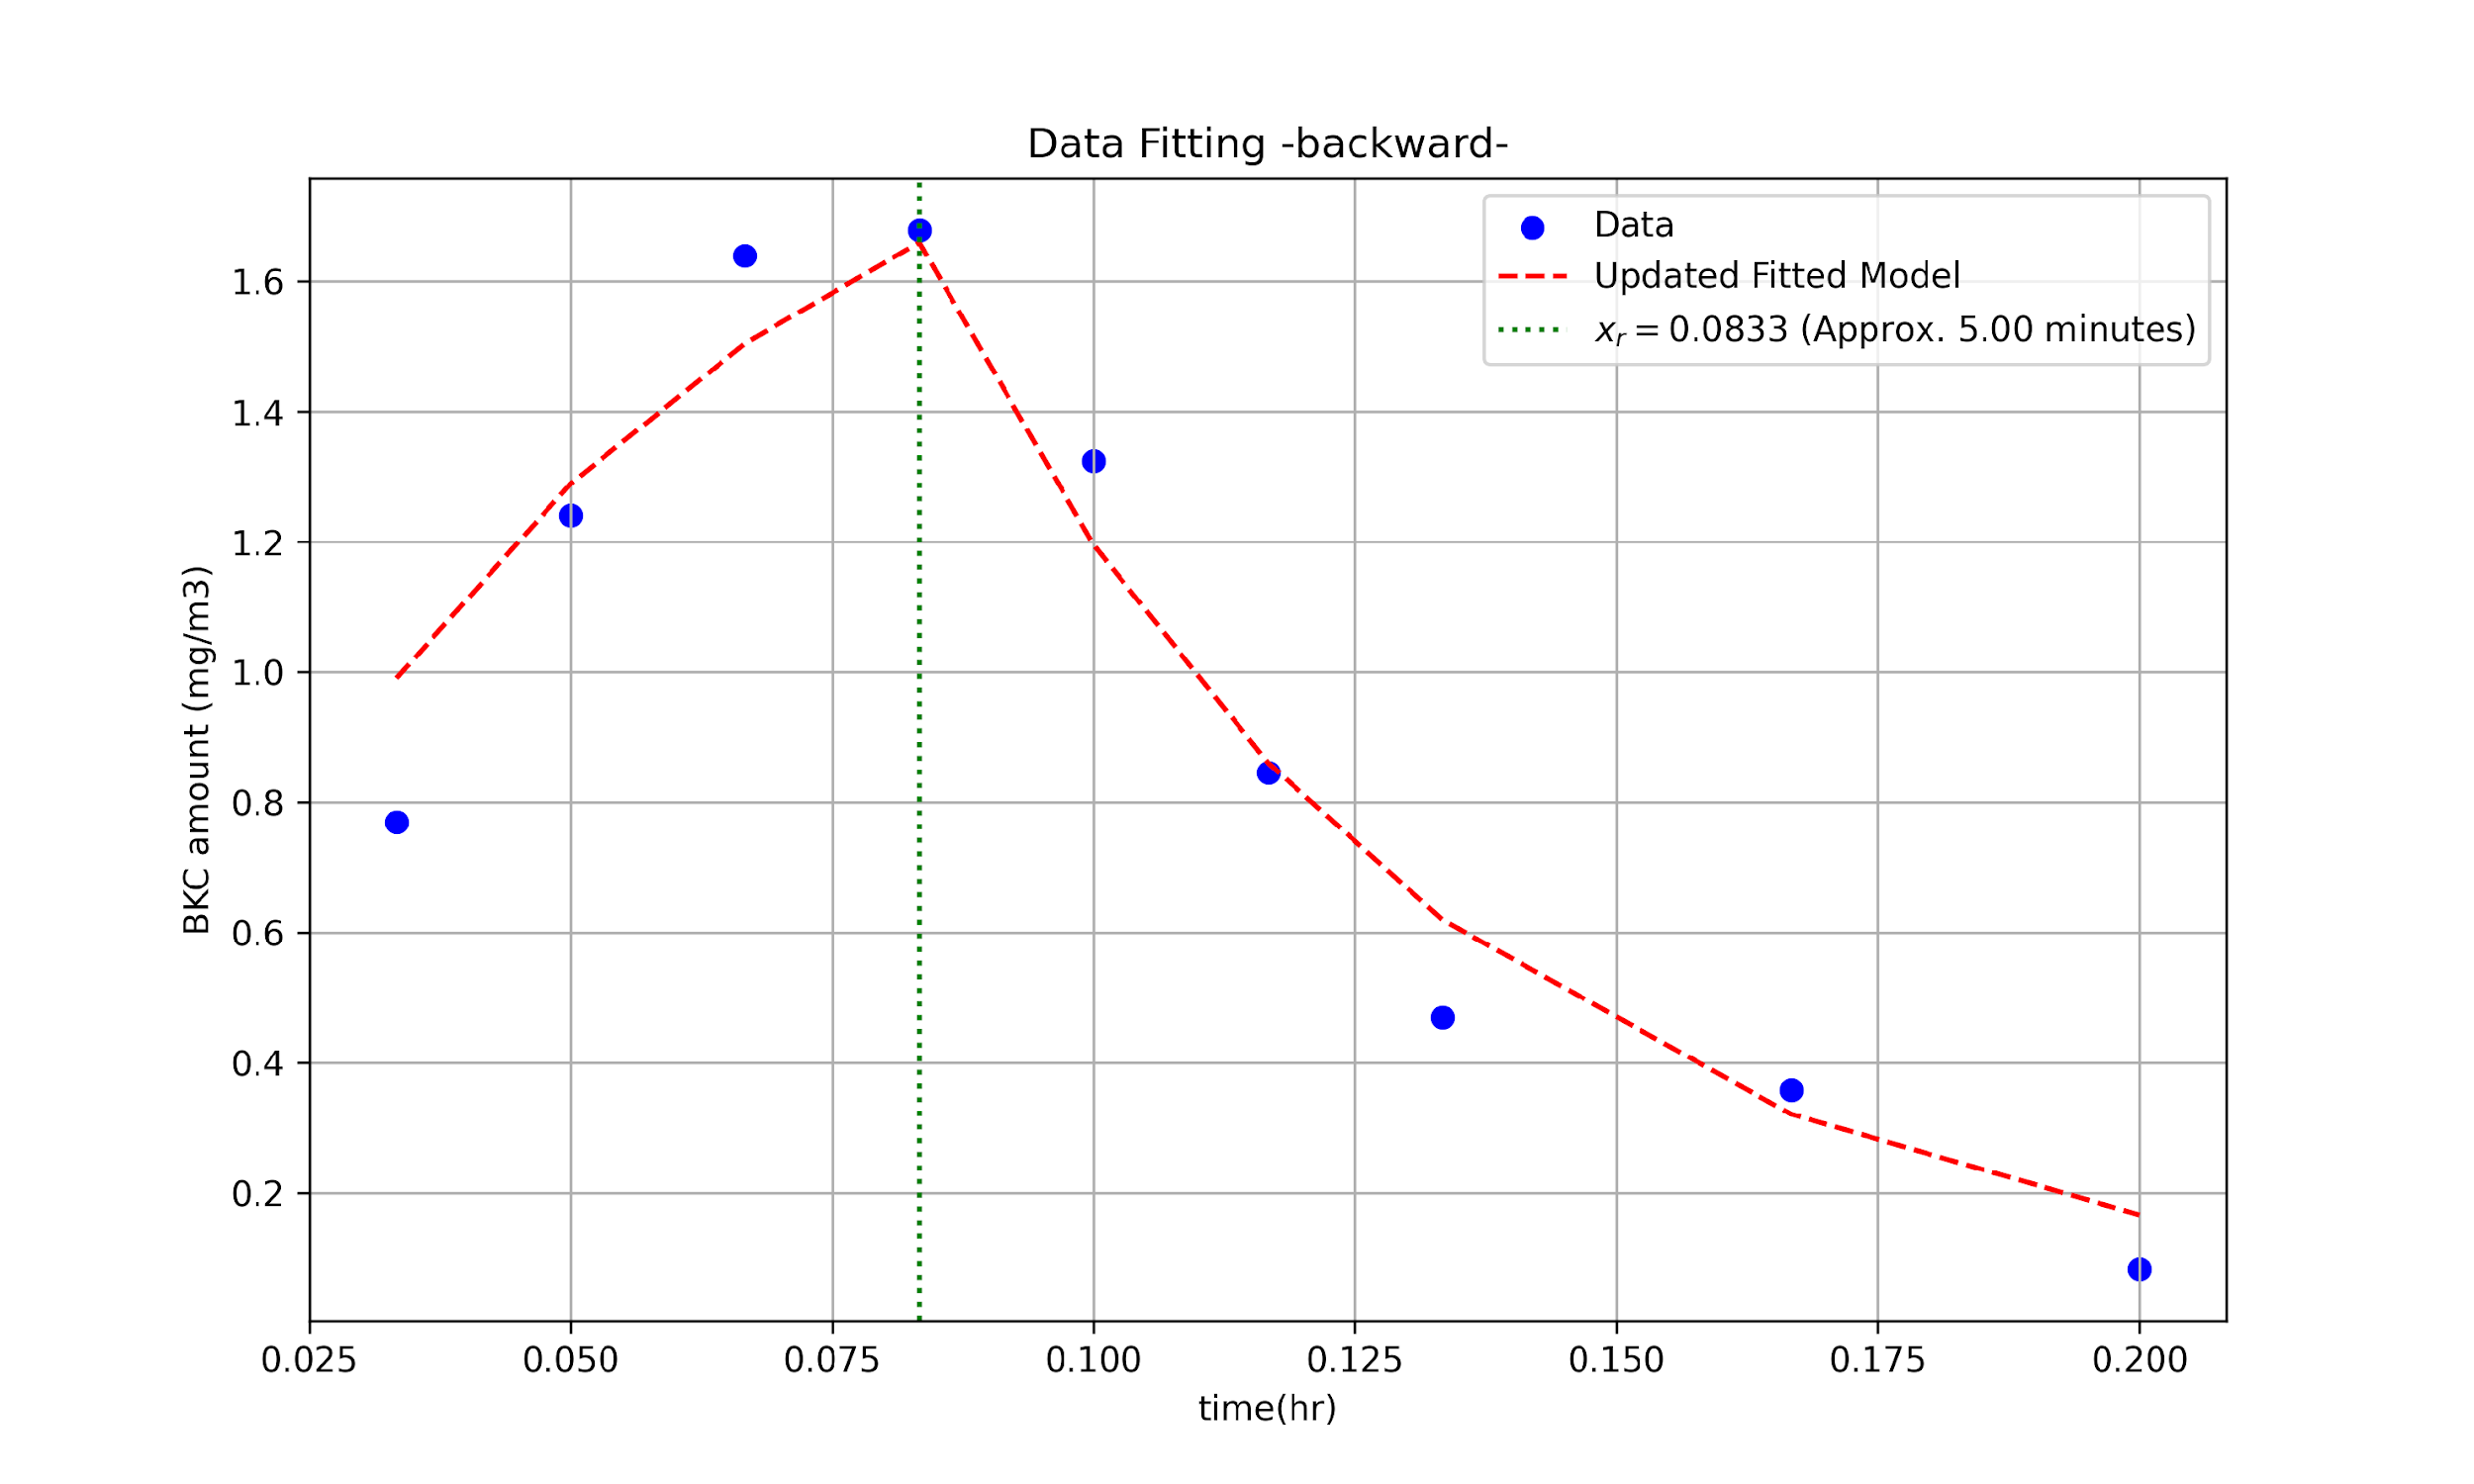 Data Fitting -backward-
Data
Updated Fitted Model
xᵣ = 0.0833 (Approx. 5.00 minutes)
1.6
1.4
1.2
1.0
0.8
0.6
0.4
0.2
BKC amount (mg/m3)
0.025 0.050 0.075 0.100 0.125 0.150 0.175 0.200
time(hr)